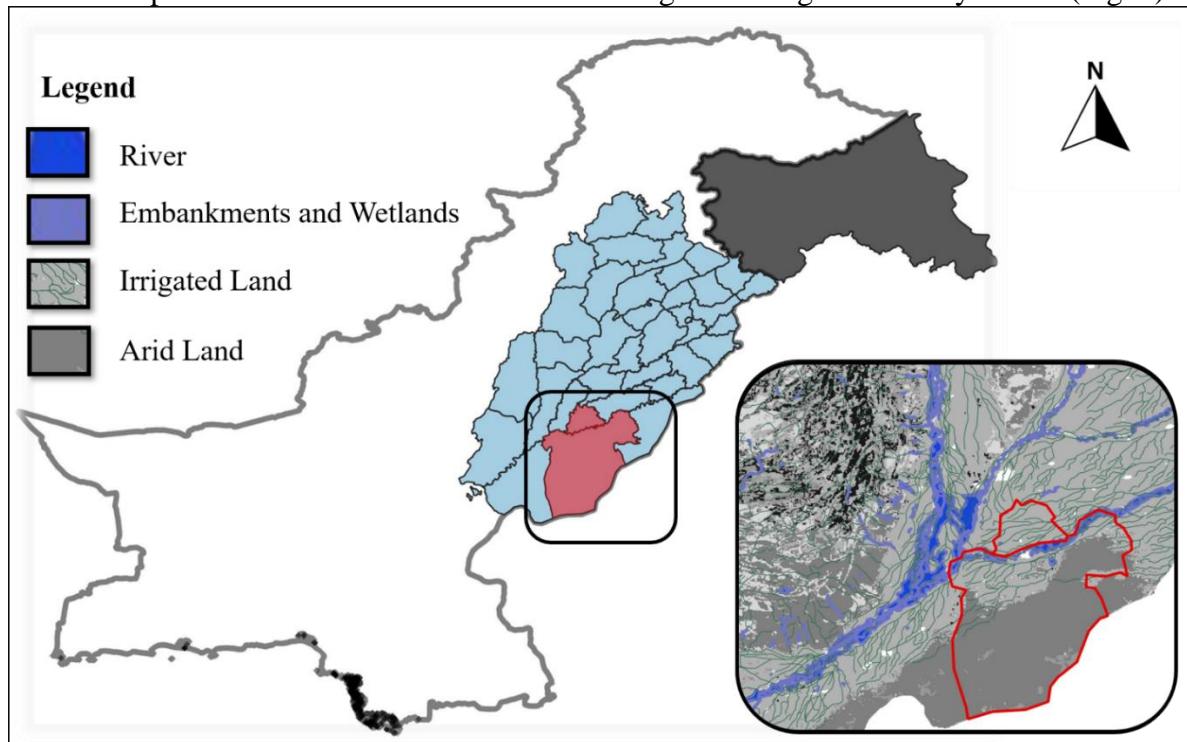 Legend
N
River
Embankments and Wetlands
Irrigated Land
Arid Land